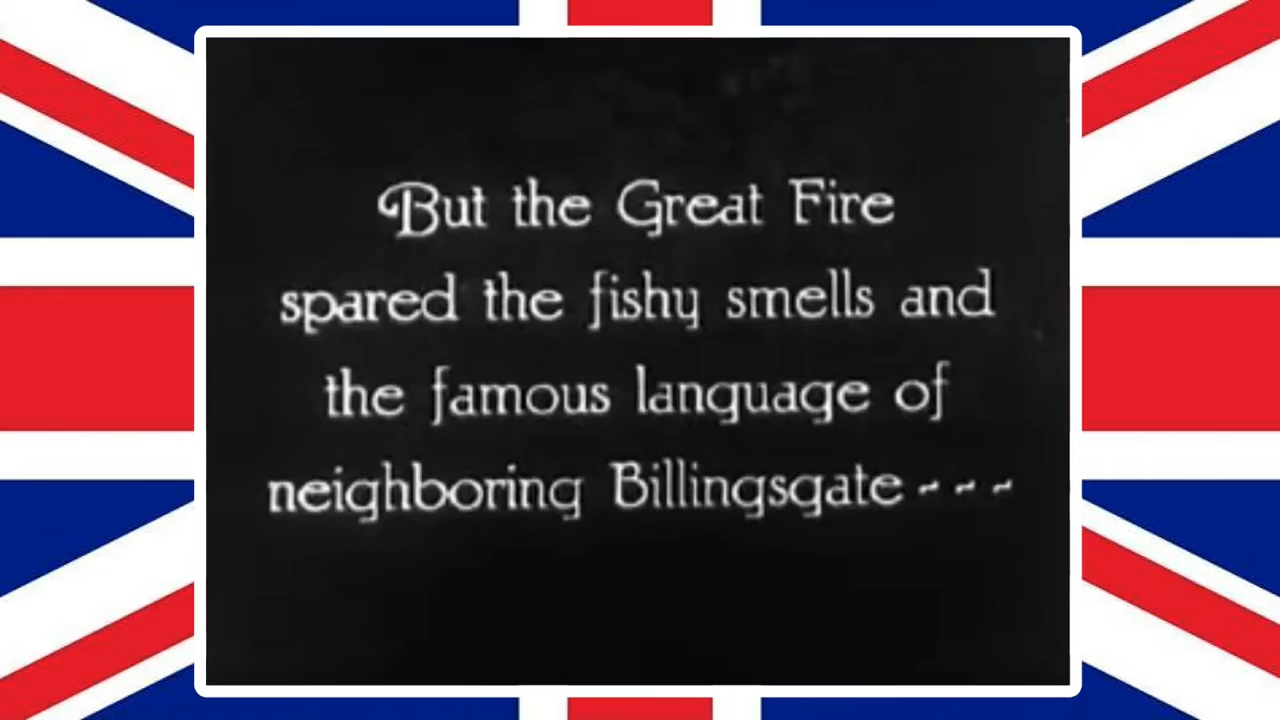 But the Great Fire
spared the fishy smells and
the famous language of
neighboring Billingsgate - - -